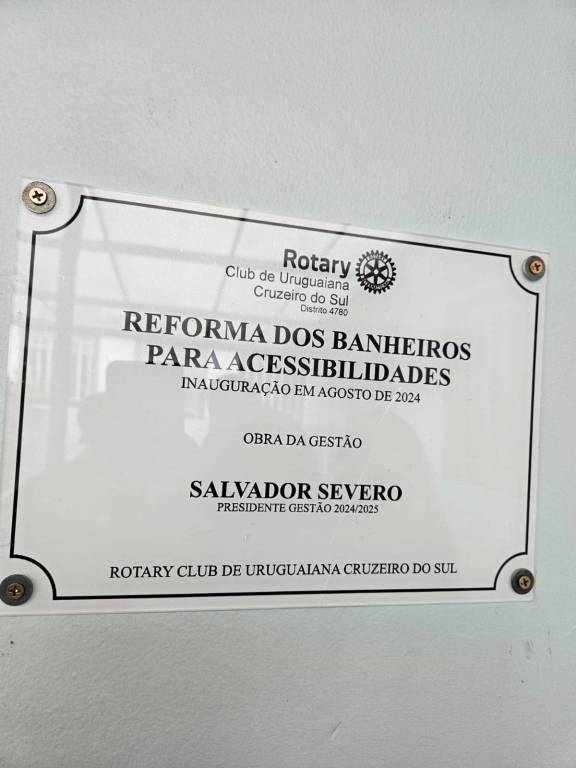 Rotary
Club de Uruguaiana
Cruzeiro do Sul
Distrito 4780
REFORMA DOS BANHEIROS
PARA ACESSIBILIDADES
INAUGURAÇÃO EM AGOSTO DE 2024
OBRA DA GESTÃO
SALVADOR SEVERO
PRESIDENTE GESTÃO 2024/2025
ROTARY CLUB DE URUGUAIANA CRUZEIRO DO SUL